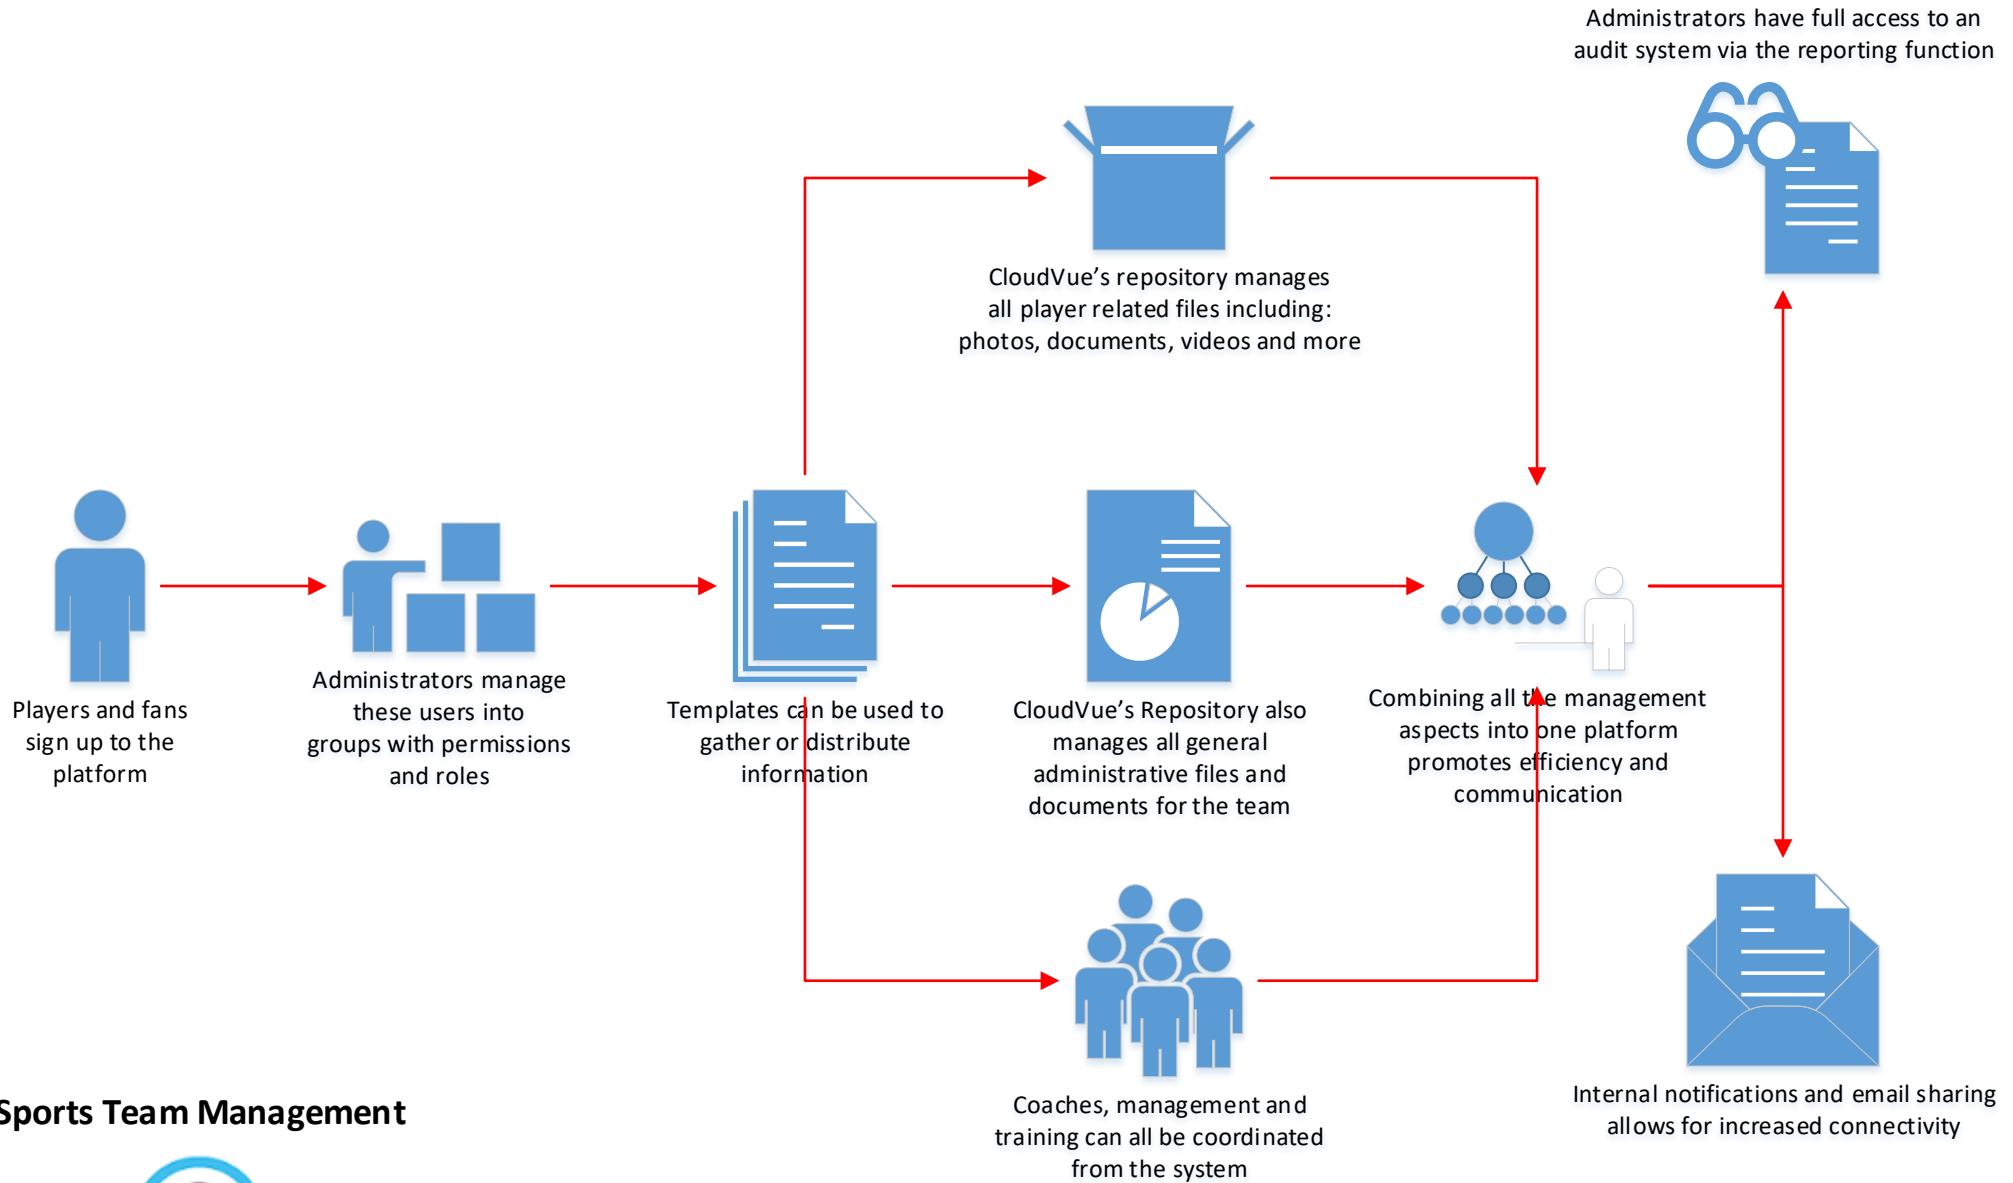 Administrators have full access to an
audit system via the reporting function
CloudVue's repository manages
all player related files including:
photos, documents, videos and more
Players and fans
sign up to the
platform
Administrators manage
these users into
groups with permissions
and roles
Templates can be used to
gather or distribute
information
CloudVue's Repository also
manages all general
administrative files and
documents for the team
Combining all the management
aspects into one platform
promotes efficiency and
communication
Coaches, management and
training can all be coordinated
from the system
Internal notifications and email sharing
allows for increased connectivity
Sports Team Management